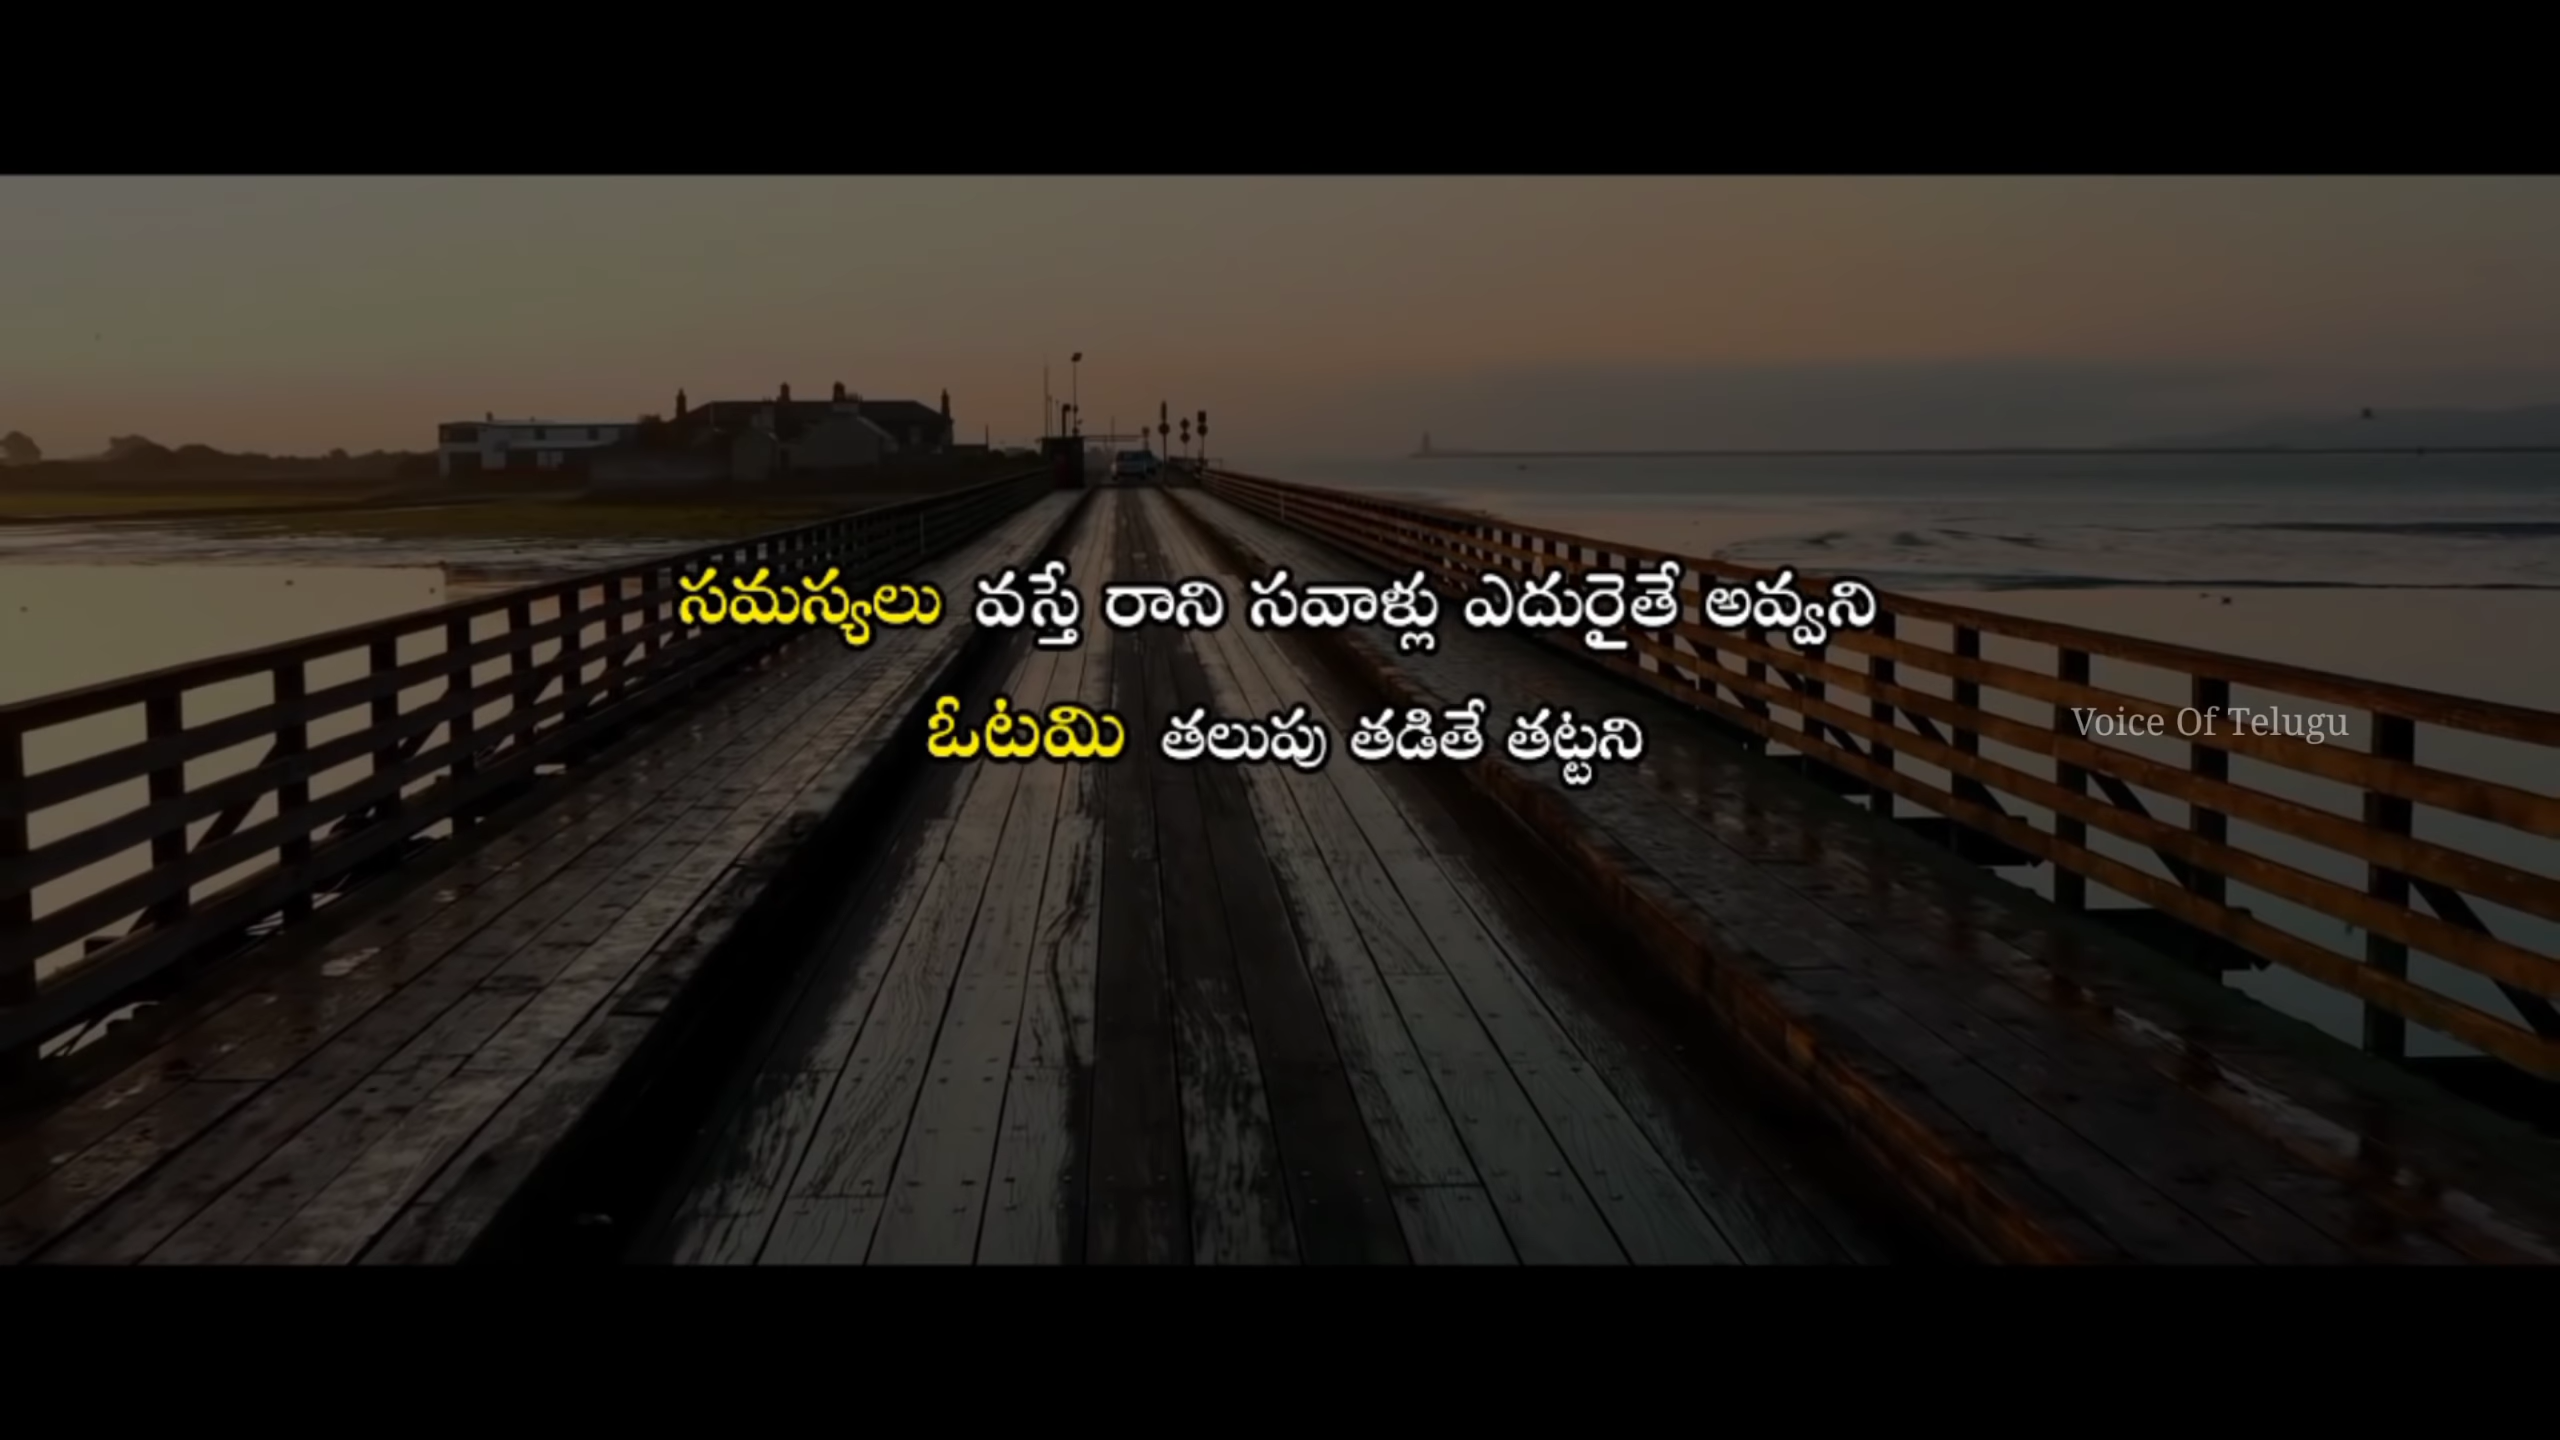 సమస్యలు వస్తే రాని సవాళ్లు ఎదురైతే అవ్వని
ఓటమి తలుపు తడితే తట్టని
Voice Of Telugu